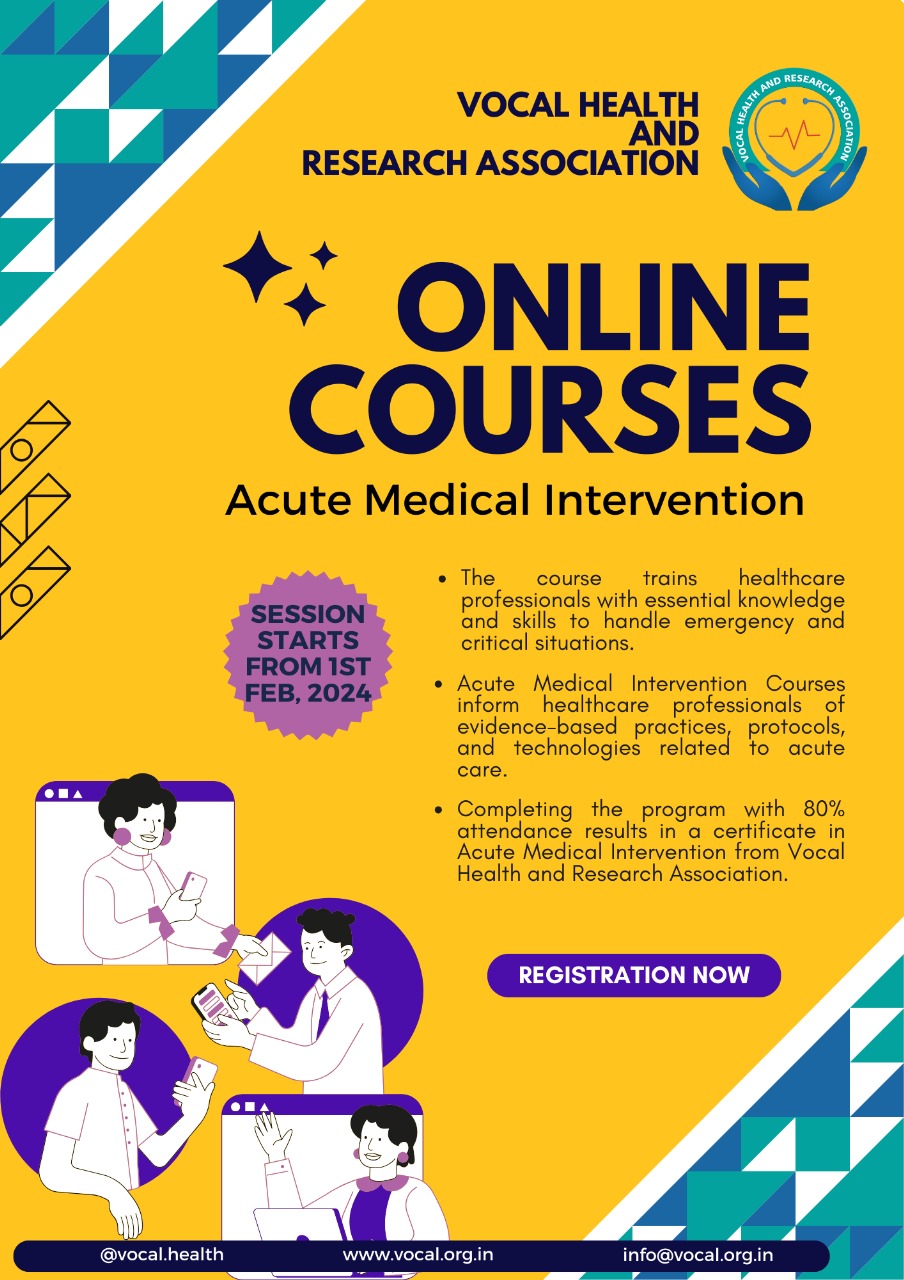 VOCAL HEALTH
AND
RESEARCH ASSOCIATION
VOCAL HEALTH AND RESEARCH ASSOCIATION
ONLINE
COURSES
Acute Medical Intervention
SESSION
STARTS
FROM 1ST
FEB, 2024
• The course trains healthcare
professionals with essential knowledge
and skills to handle emergency and
critical situations.
• Acute Medical Intervention Courses
inform healthcare professionals of
evidence-based practices, protocols,
and technologies related to acute
care.
• Completing the program with 80%
attendance results in a certificate in
Acute Medical Intervention from Vocal
Health and Research Association.
REGISTRATION NOW
@vocal.health www.vocal.org.in info@vocal.org.in